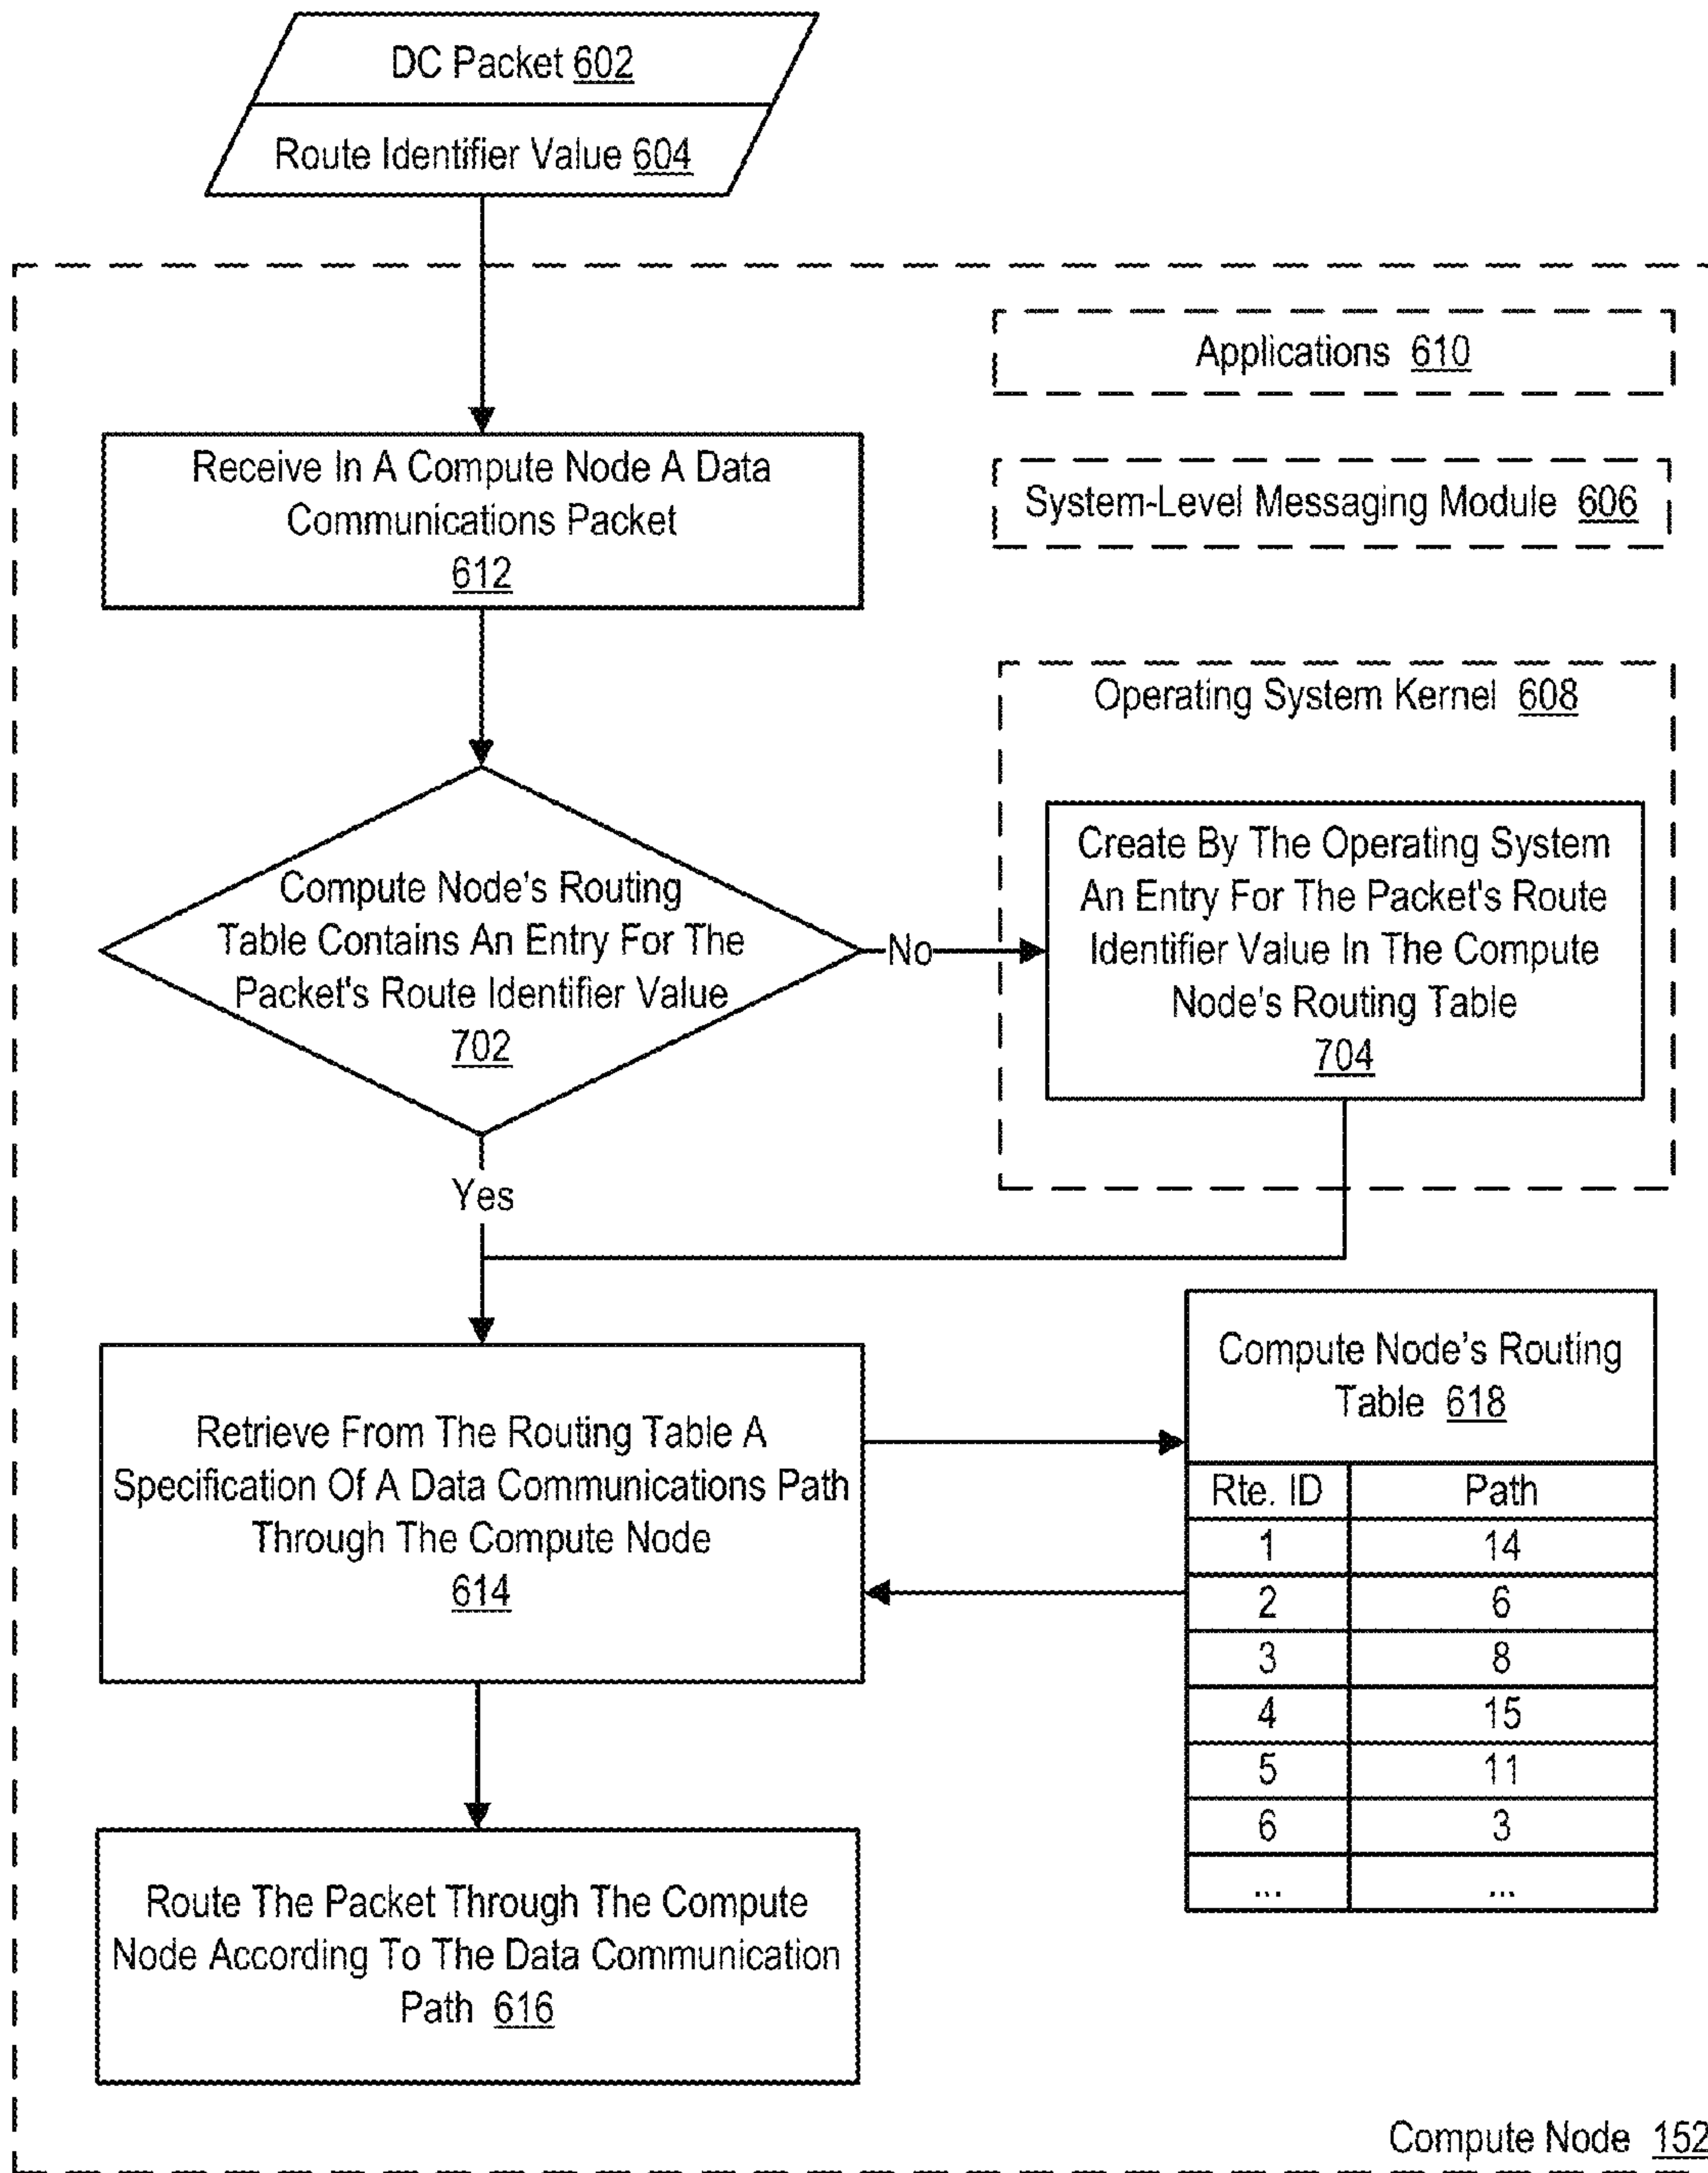 DC Packet 602
Route Identifier Value 604
Applications 610
Receive In A Compute Node A Data
Communications Packet
612
System-Level Messaging Module 606
Operating System Kernel 608
Compute Node's Routing
Table Contains An Entry For The
Packet's Route Identifier Value
702
No
Create By The Operating System
An Entry For The Packet's Route
Identifier Value In The Compute
Node's Routing Table
704
Yes
Retrieve From The Routing Table A
Specification Of A Data Communications Path
Through The Compute Node
614
Compute Node's Routing
Table 618
Rte. ID Path
1 14
2 6
3 8
4 15
5 11
6 3
... ...
Route The Packet Through The Compute
Node According To The Data Communication
Path 616
Compute Node 152